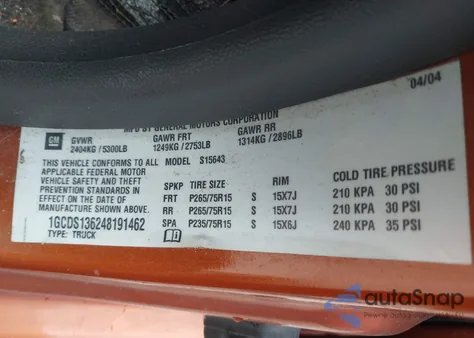 04/04
MFD BY GENERAL MOTORS CORPORATION
GM GVWR GAWR FRT GAWR RR
2404KG / 5300LB 1249KG / 2753LB 1314KG / 2896LB
THIS VEHICLE CONFORMS TO ALL MODEL S15643
APPLICABLE FEDERAL MOTOR
VEHICLE SAFETY AND THEFT SPKP TIRE SIZE RIM COLD TIRE PRESSURE
PREVENTION STANDARDS IN
EFFECT ON THE DATE OF FRT P265/75R15 S 15X7J 210 KPA 30 PSI
MANUFACTURE SHOWN ABOVE. RR P265/75R15 S 15X7J 210 KPA 30 PSI
1GCDS136248191462 SPA P235/75R15 S 15X6J 240 KPA 35 PSI
TYPE: TRUCK
autoSnap